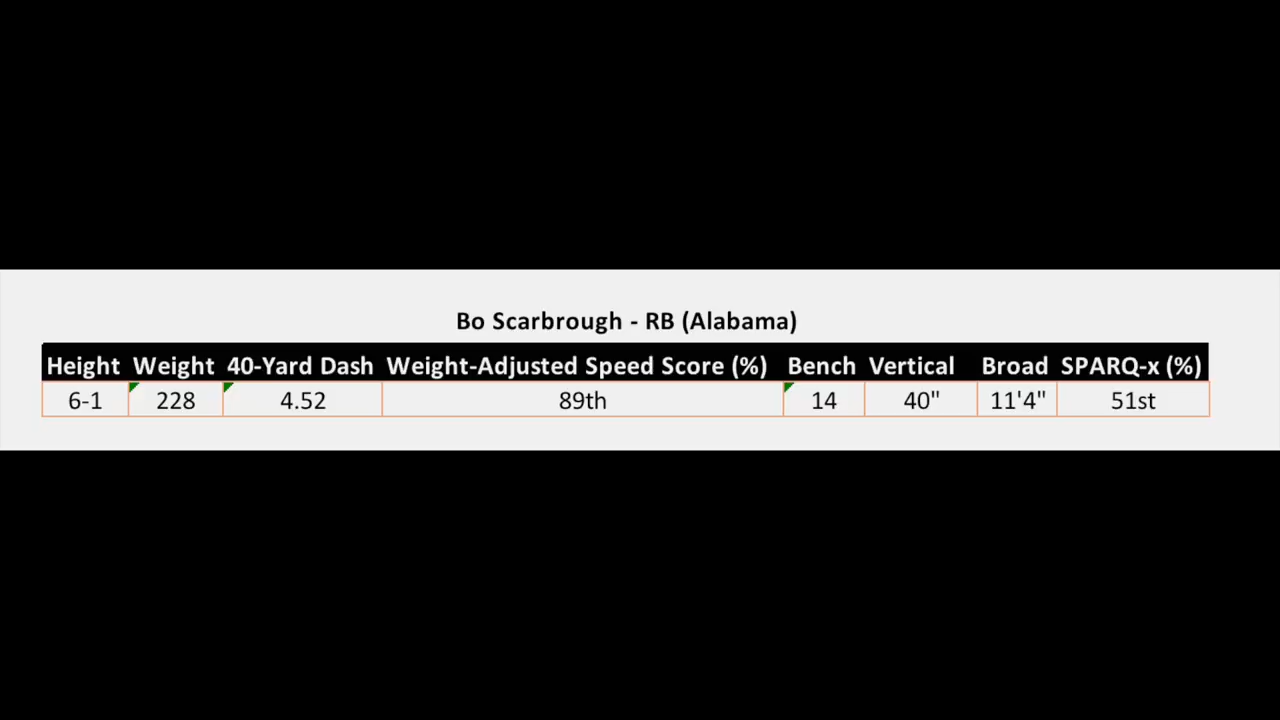 Bo Scarbrough - RB (Alabama)
Height Weight 40-Yard Dash Weight-Adjusted Speed Score (%) Bench Vertical Broad SPARQ-x (%)
6-1 228 4.52 89th 14 40" 11'4" 51st